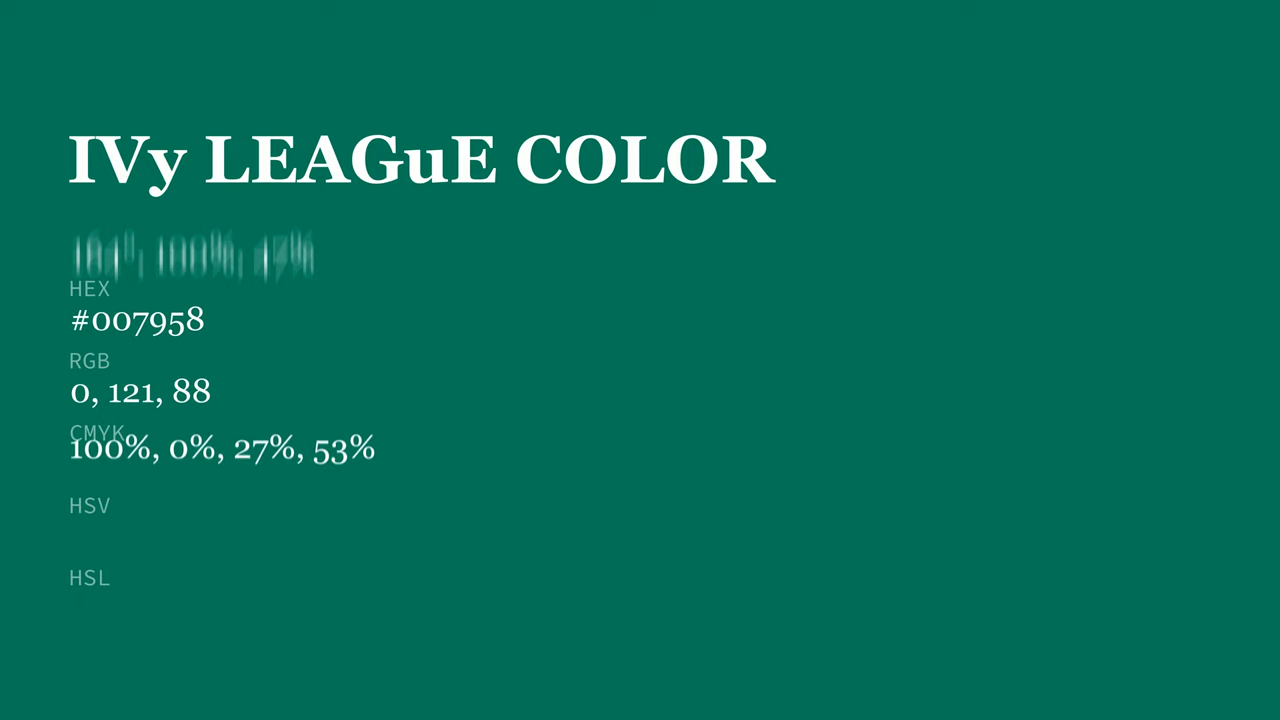 IVy LEAGuE COLOR
HEX
#007958
RGB
0, 121, 88
CMYK
100%, 0%, 27%, 53%
HSV
HSL